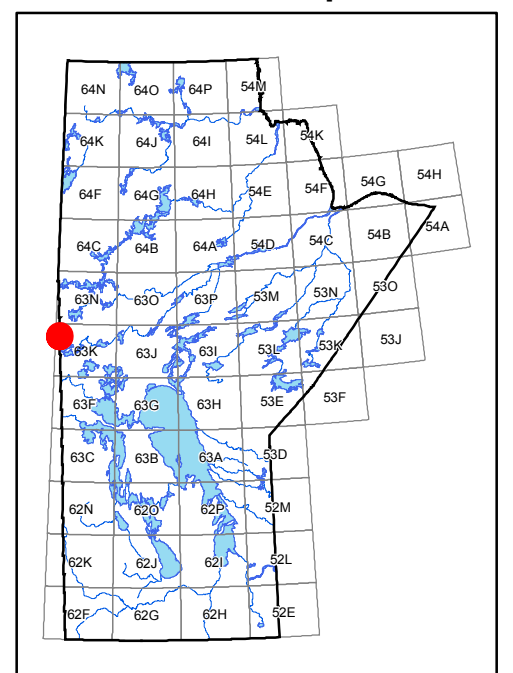 64N 64O 64P 54M
64K 64J 64I 54L 54K
64F 64G 64H 54E 54F 54G 54H
64C 64B 64A 54D 54C 54B 54A
63N 63O 63P 53M 53N 53O
63K 63J 63I 53L 53K 53J
63F 63G 63H 53E 53F
63C 63B 63A 53D
62N 62O 62P 52M
62K 62J 62I 52L
62F 62G 62H 52E